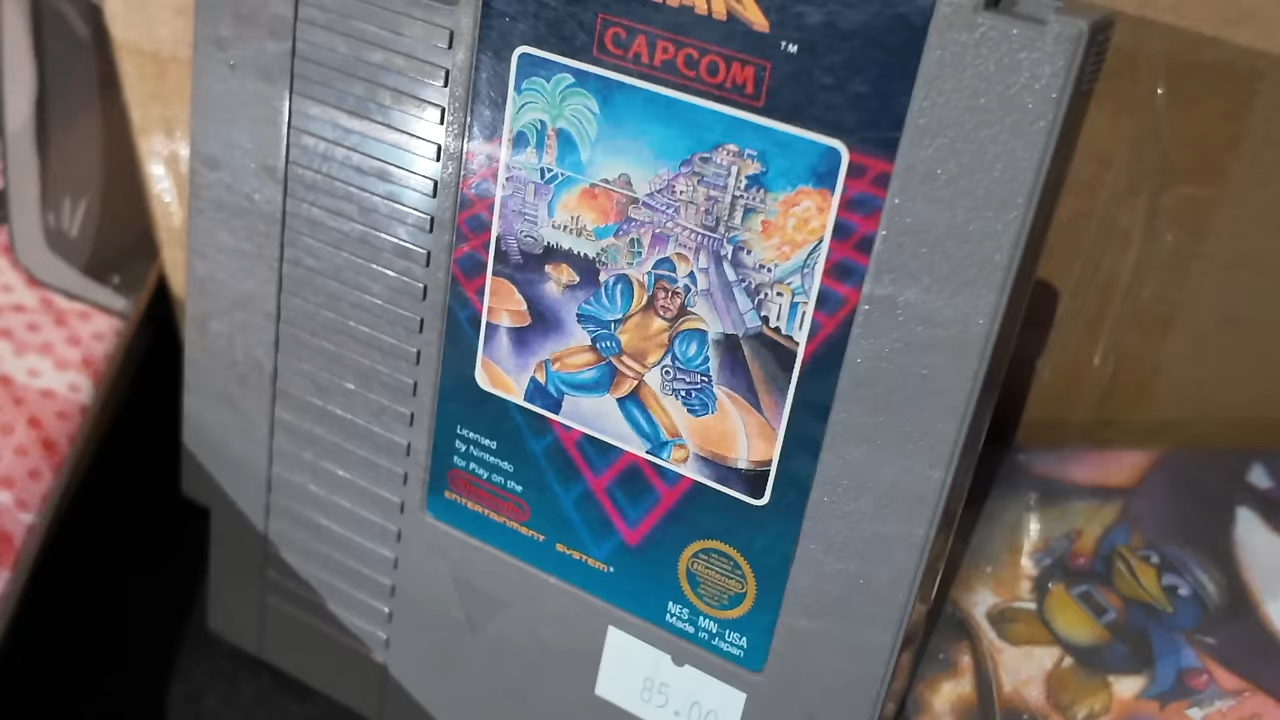 TM
CAPCOM
Licensed
by Nintendo
for Play on the
Nintendo
ENTERTAINMENT SYSTEM
Nintendo
NES-MN-USA
Made in Japan
85.00